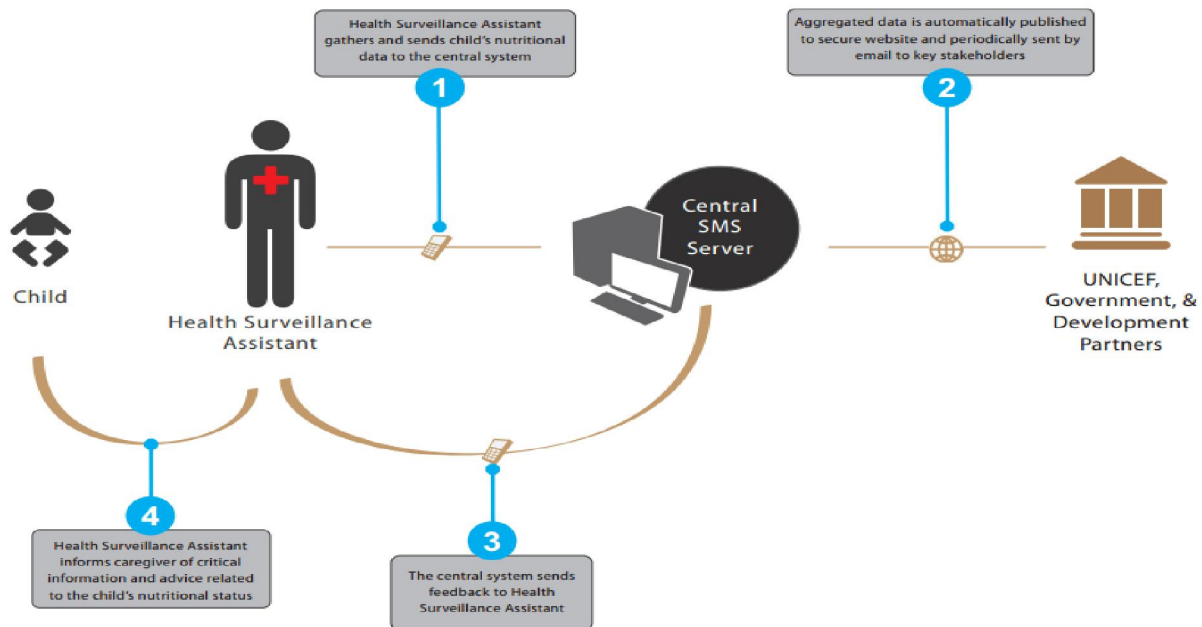 Health Surveillance Assistant
gathers and sends child's nutritional
data to the central system
1
Aggregated data is automatically published
to secure website and periodically sent by
email to key stakeholders
2
Child
Health Surveillance
Assistant
Central
SMS
Server
UNICEF,
Government, &
Development
Partners
4
Health Surveillance Assistant
informs caregiver of critical
information and advice related
to the child's nutritional status
3
The central system sends
feedback to Health
Surveillance Assistant